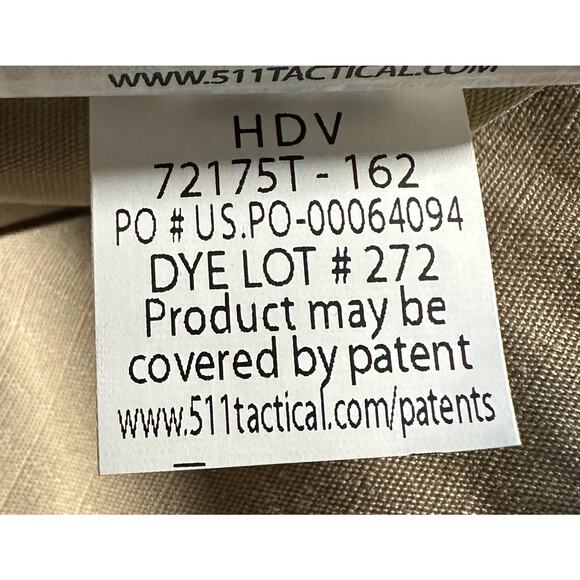 WWW.511TACTICAL.COM
HDV
72175T - 162
PO # US.PO-00064094
DYE LOT # 272
Product may be
covered by patent
www.511tactical.com/patents